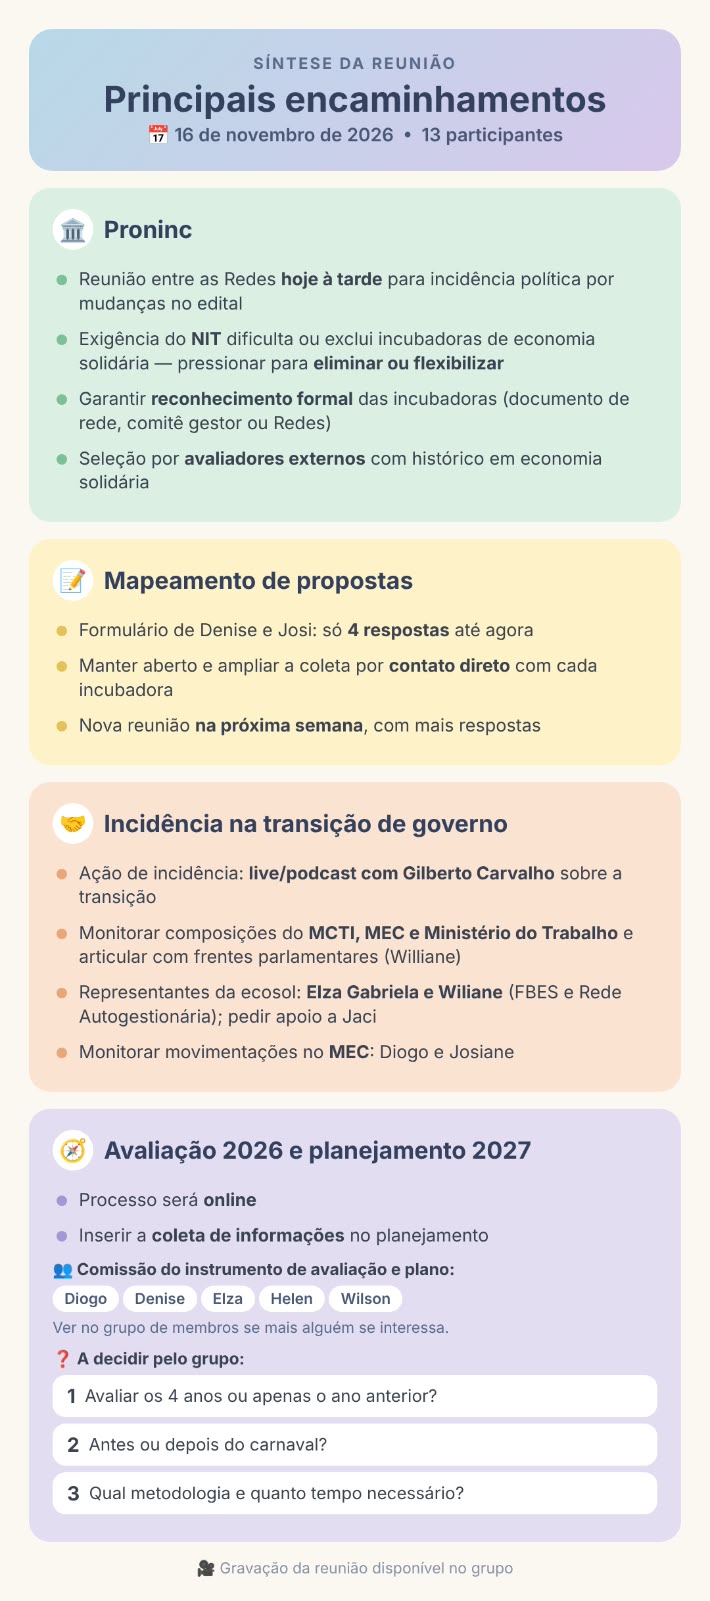 SÍNTESE DA REUNIÃO
Principais encaminhamentos
📅 16 de novembro de 2026 • 13 participantes
🏛️ Proninc
Reunião entre as Redes hoje à tarde para incidência política por
mudanças no edital
Exigência do NIT dificulta ou exclui incubadoras de economia
solidária — pressionar para eliminar ou flexibilizar
Garantir reconhecimento formal das incubadoras (documento de
rede, comitê gestor ou Redes)
Seleção por avaliadores externos com histórico em economia
solidária
📝 Mapeamento de propostas
Formulário de Denise e Josi: só 4 respostas até agora
Manter aberto e ampliar a coleta por contato direto com cada
incubadora
Nova reunião na próxima semana, com mais respostas
🤝 Incidência na transição de governo
Ação de incidência: live/podcast com Gilberto Carvalho sobre a
transição
Monitorar composições do MCTI, MEC e Ministério do Trabalho e
articular com frentes parlamentares (Williane)
Representantes da ecosol: Elza Gabriela e Wiliane (FBES e Rede
Autogestionária); pedir apoio a Jaci
Monitorar movimentações no MEC: Diogo e Josiane
🧭 Avaliação 2026 e planejamento 2027
Processo será online
Inserir a coleta de informações no planejamento
👥 Comissão do instrumento de avaliação e plano:
Diogo Denise Elza Helen Wilson
Ver no grupo de membros se mais alguém se interessa.
❓ A decidir pelo grupo:
1 Avaliar os 4 anos ou apenas o ano anterior?
2 Antes ou depois do carnaval?
3 Qual metodologia e quanto tempo necessário?
🎥 Gravação da reunião disponível no grupo